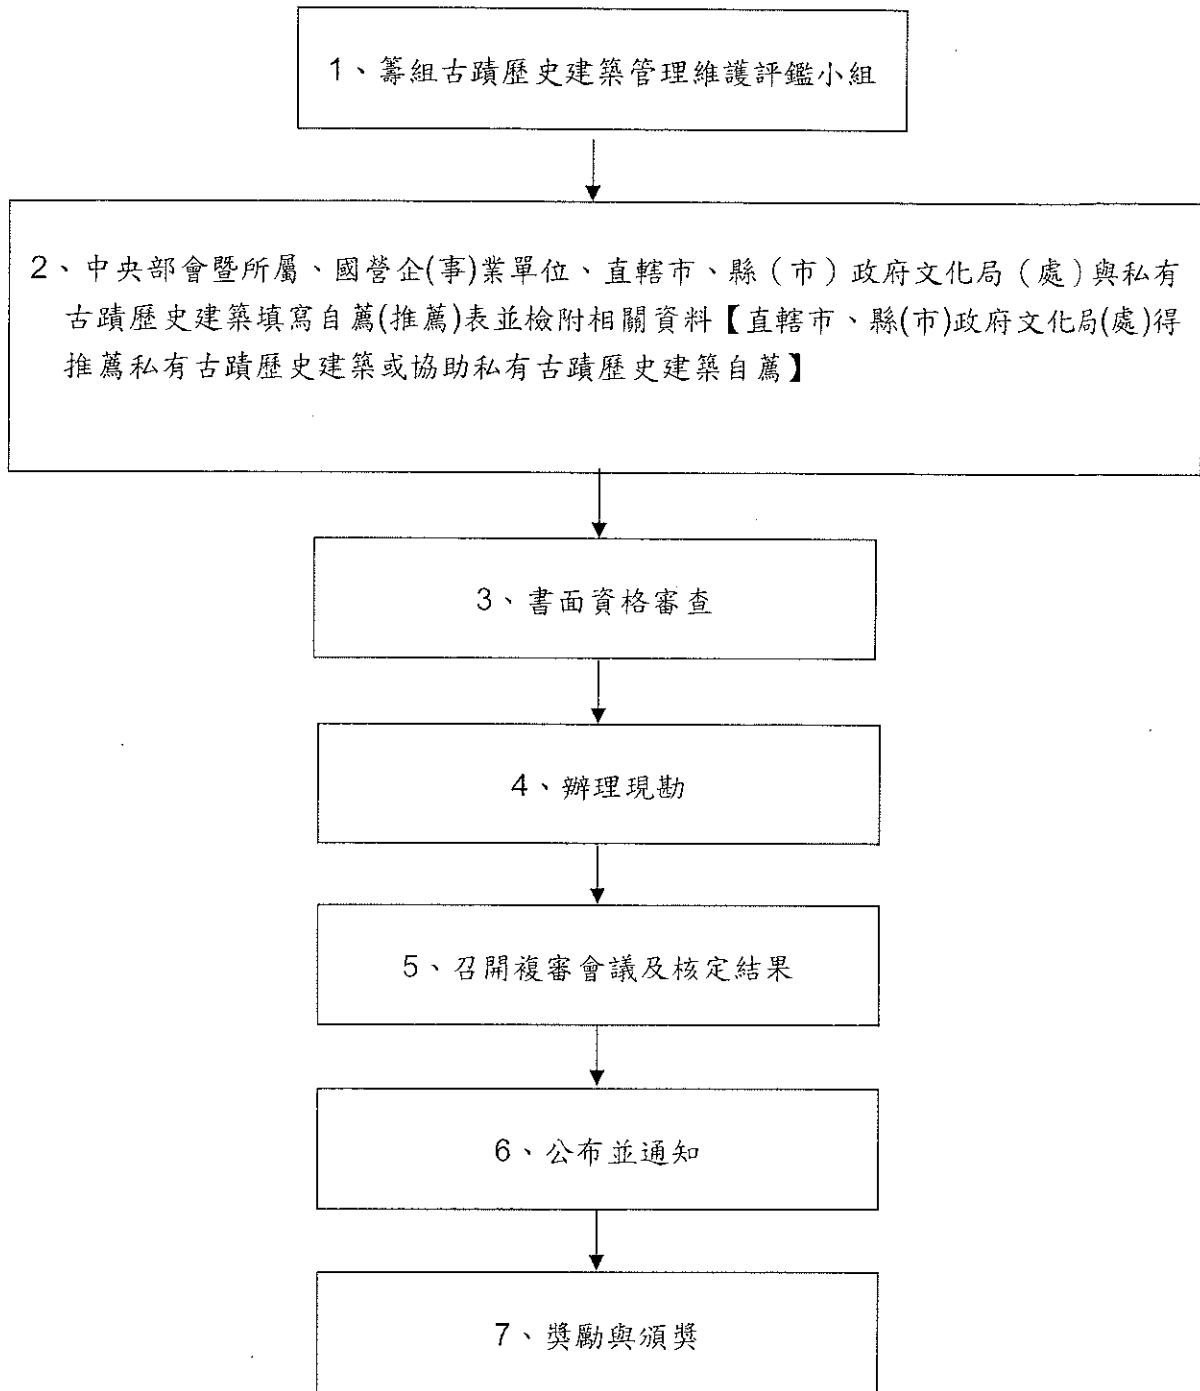 1、籌組古蹟歷史建築管理維護評鑑小組
2、中央部會暨所屬、國營企(事)業單位、直轄市、縣（市）政府文化局（處）與私有
古蹟歷史建築填寫自薦(推薦)表並檢附相關資料【直轄市、縣(市)政府文化局(處)得
推薦私有古蹟歷史建築或協助私有古蹟歷史建築自薦】
3、書面資格審查
4、辦理現勘
5、召開複審會議及核定結果
6、公布並通知
7、獎勵與頒獎